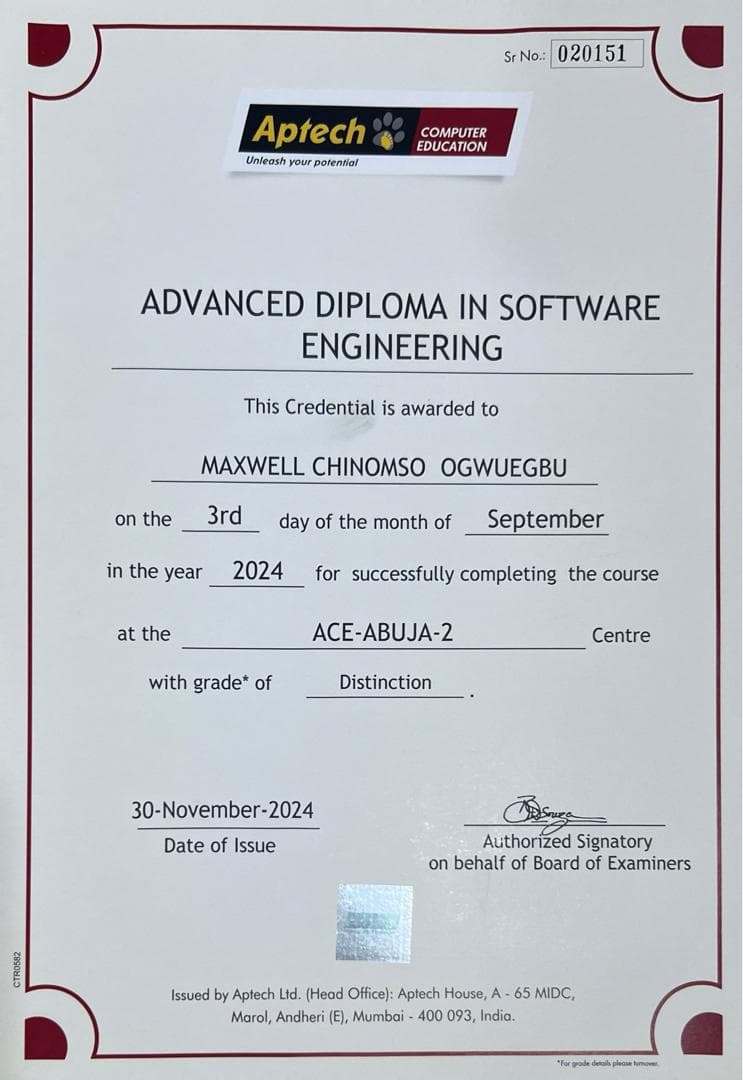 Sr No.: 020151
Aptech COMPUTER EDUCATION
Unleash your potential
ADVANCED DIPLOMA IN SOFTWARE
ENGINEERING
This Credential is awarded to
MAXWELL CHINOMSO OGWUEGBU
on the 3rd day of the month of September
in the year 2024 for successfully completing the course
at the ACE-ABUJA-2 Centre
with grade* of Distinction .
30-November-2024
Date of Issue
Authorized Signatory
on behalf of Board of Examiners
CTR0582
Issued by Aptech Ltd. (Head Office): Aptech House, A - 65 MIDC,
Marol, Andheri (E), Mumbai - 400 093, India.
*For grade details please turnover.